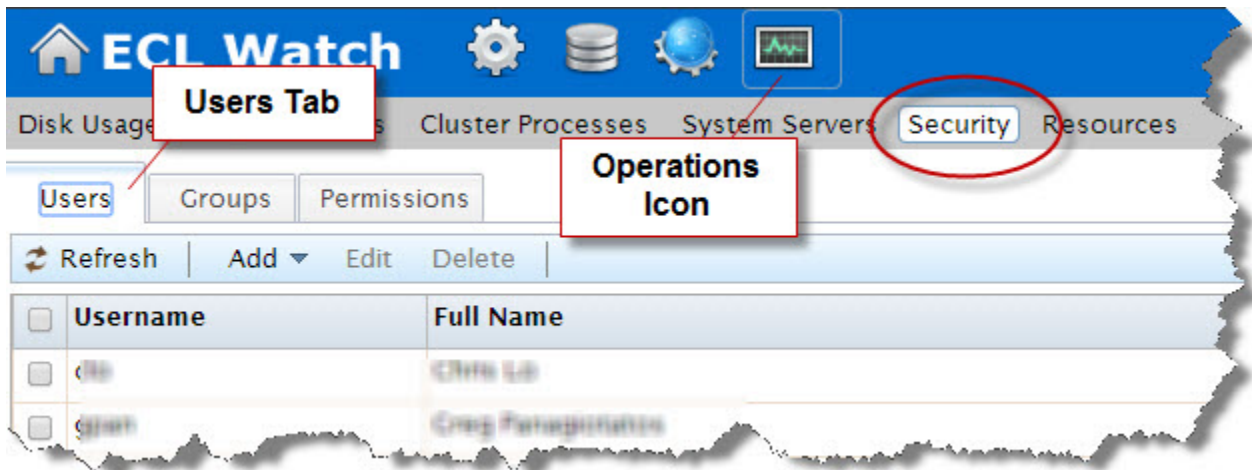 ECL Watch
Users Tab
Disk Usage
s Cluster Processes System Servers Security Resources
Operations
Icon
Users Groups Permissions
Refresh Add Edit Delete
Username Full Name